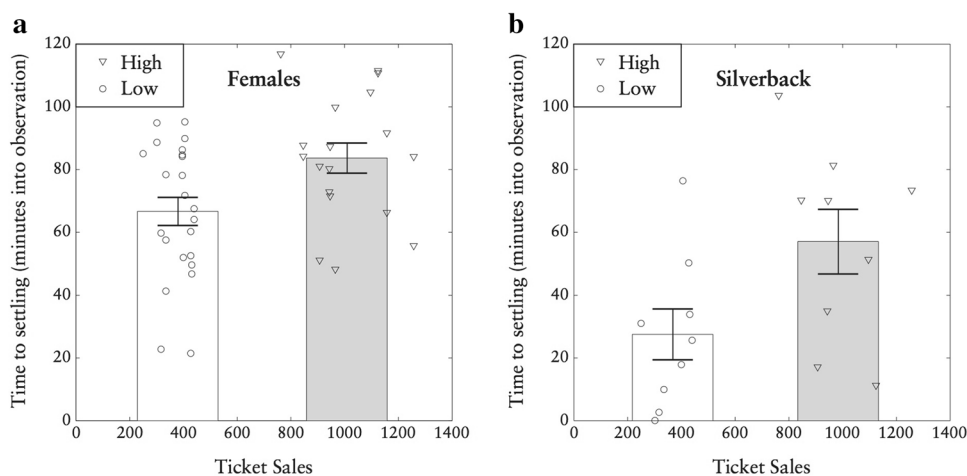 a
Time to settling (minutes into observation)
120
100
80
60
40
20
0
High
Low
Females
0 200 400 600 800 1000 1200 1400
Ticket Sales
b
Time to settling (minutes into observation)
120
100
80
60
40
20
0
High
Low
Silverback
0 200 400 600 800 1000 1200 1400
Ticket Sales